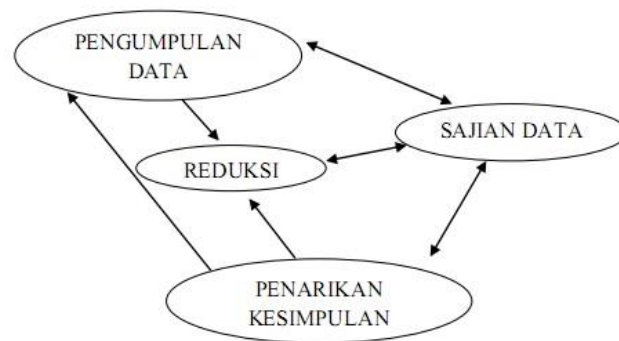 PENGUMPULAN
DATA
SAJIAN DATA
REDUKSI
PENARIKAN
KESIMPULAN